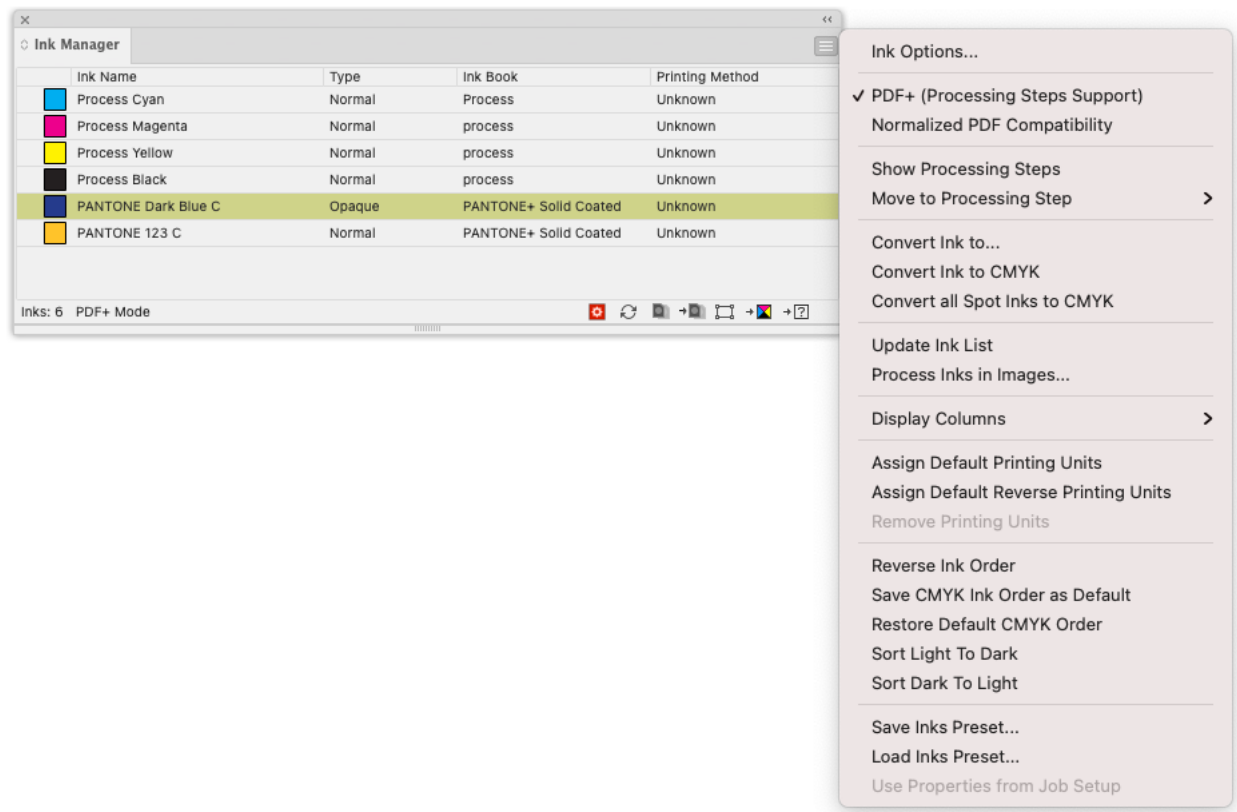 Ink Manager
Ink Name Type Ink Book Printing Method
Process Cyan Normal Process Unknown
Process Magenta Normal process Unknown
Process Yellow Normal process Unknown
Process Black Normal process Unknown
PANTONE Dark Blue C Opaque PANTONE+ Solid Coated Unknown
PANTONE 123 C Normal PANTONE+ Solid Coated Unknown
Inks: 6 PDF+ Mode
Ink Options...
PDF+ (Processing Steps Support)
Normalized PDF Compatibility
Show Processing Steps
Move to Processing Step
Convert Ink to...
Convert Ink to CMYK
Convert all Spot Inks to CMYK
Update Ink List
Process Inks in Images...
Display Columns
Assign Default Printing Units
Assign Default Reverse Printing Units
Remove Printing Units
Reverse Ink Order
Save CMYK Ink Order as Default
Restore Default CMYK Order
Sort Light To Dark
Sort Dark To Light
Save Inks Preset...
Load Inks Preset...
Use Properties from Job Setup